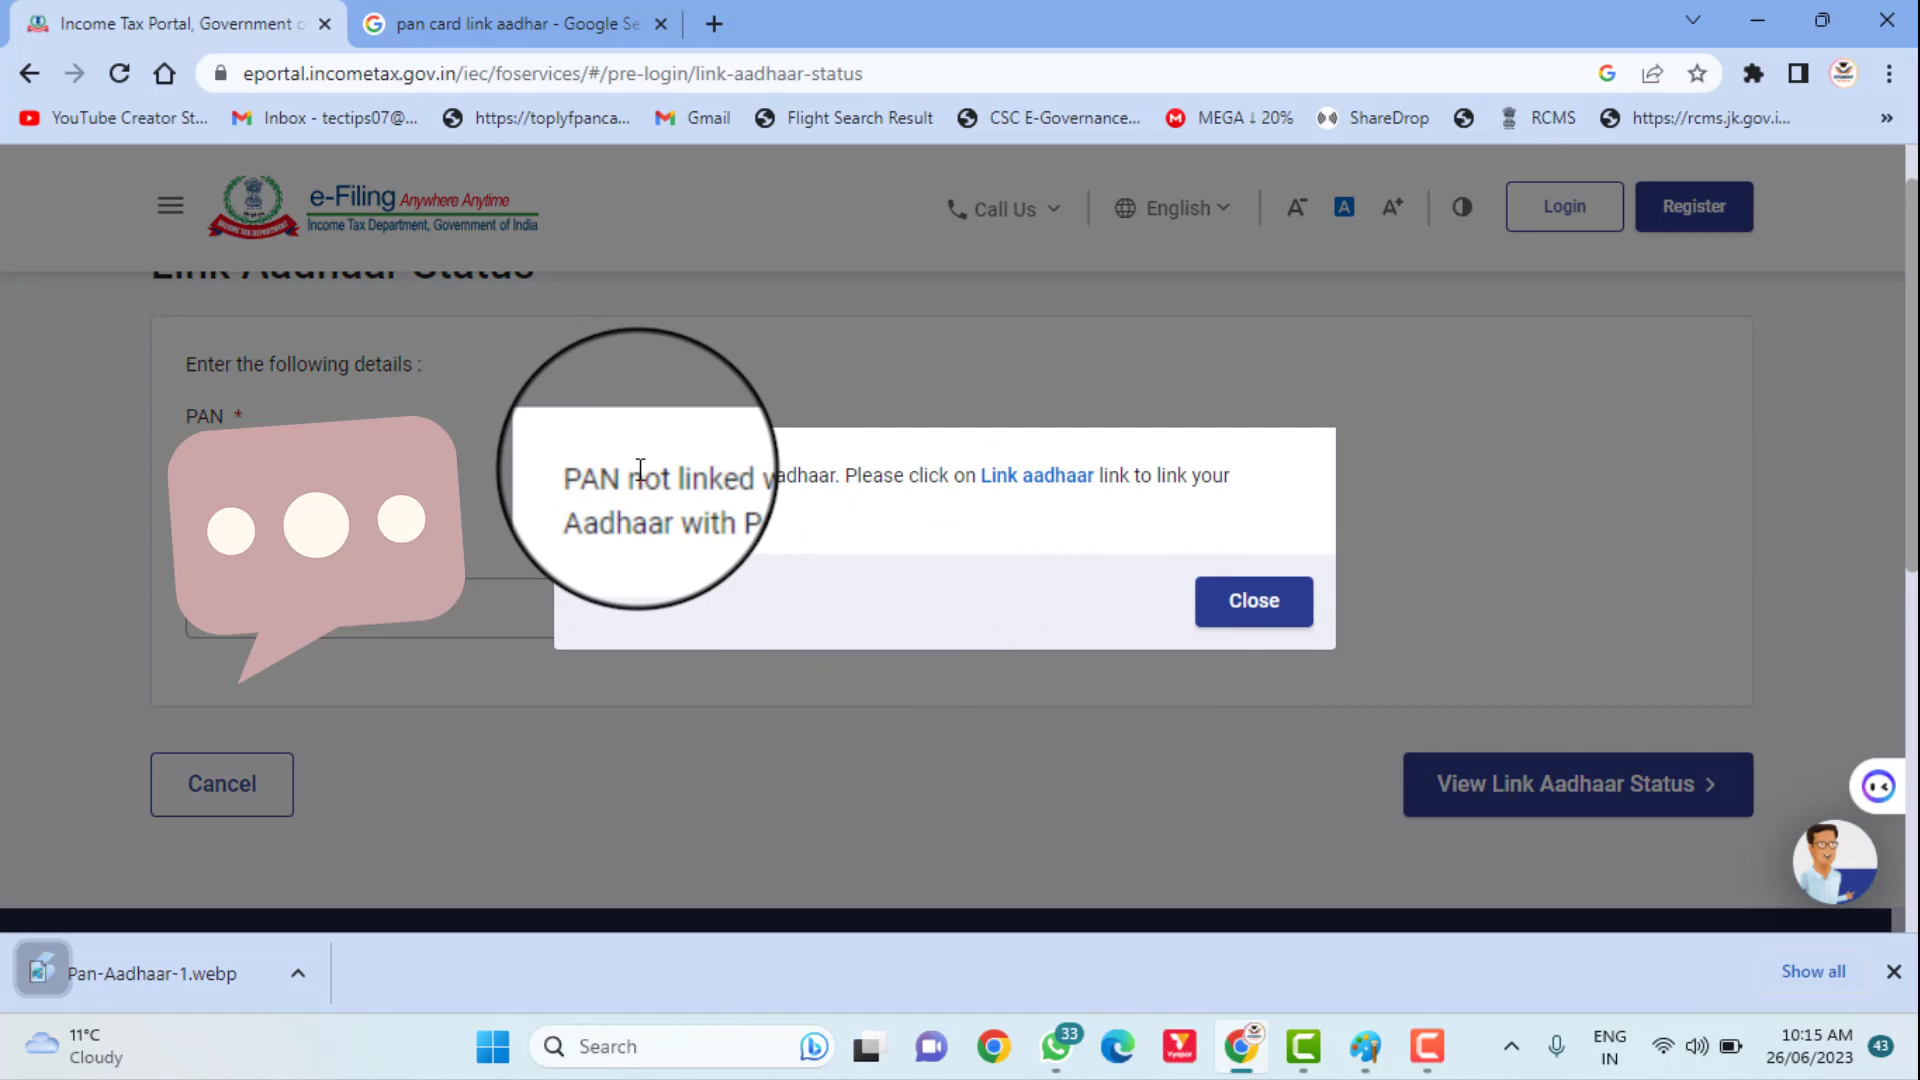 Income Tax Portal, Government o
pan card link aadhar - Google Se
eportal.incometax.gov.in/iec/foservices/#/pre-login/link-aadhaar-status
YouTube Creator St...
Inbox - tectips07@...
https://toplyfpanca...
Gmail
Flight Search Result
CSC E-Governance...
MEGA ↓ 20%
ShareDrop
RCMS
https://rcms.jk.gov.i...
»
e-Filing Anywhere Anytime
Income Tax Department, Government of India
Call Us
English
A-
A
A+
Login
Register
Link Aadhaar Status
Enter the following details :
PAN *
PAN not linked w adhaar. Please click on Link aadhaar link to link your
Aadhaar with P
Close
Cancel
View Link Aadhaar Status >
Pan-Aadhaar-1.webp
Show all
11°C
Cloudy
Search
33
ENG
IN
10:15 AM
26/06/2023
43